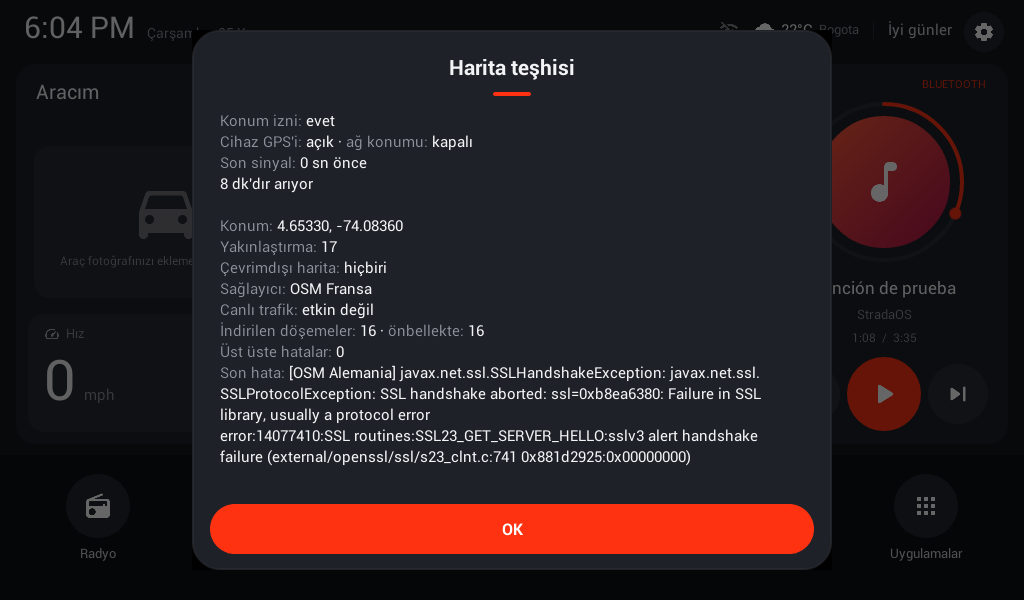 6:04 PM
22°C Bogota
İyi günler
Harita teşhisi
Aracım
BLUETOOTH
Konum izni: evet
Cihaz GPS'i: açık · ağ konumu: kapalı
Son sinyal: 0 sn önce
8 dk'dır arıyor
Konum: 4.65330, -74.08360
Yakınlaştırma: 17
Çevrimdışı harita: hiçbiri
Sağlayıcı: OSM Fransa
Canlı trafik: etkin değil
İndirilen döşemeler: 16 · önbellekte: 16
Üst üste hatalar: 0
Son hata: [OSM Alemania] javax.net.ssl.SSLHandshakeException: javax.net.ssl.
SSLProtocolException: SSL handshake aborted: ssl=0xb8ea6380: Failure in SSL
library, usually a protocol error
error:14077410:SSL routines:SSL23_GET_SERVER_HELLO:sslv3 alert handshake
failure (external/openssl/ssl/s23_clnt.c:741 0x881d2925:0x00000000)
Araç fotoğrafınızı
Hız
0 mph
de prueba
StradaOS
1:08 / 3:35
OK
Radyo
Uygulamalar